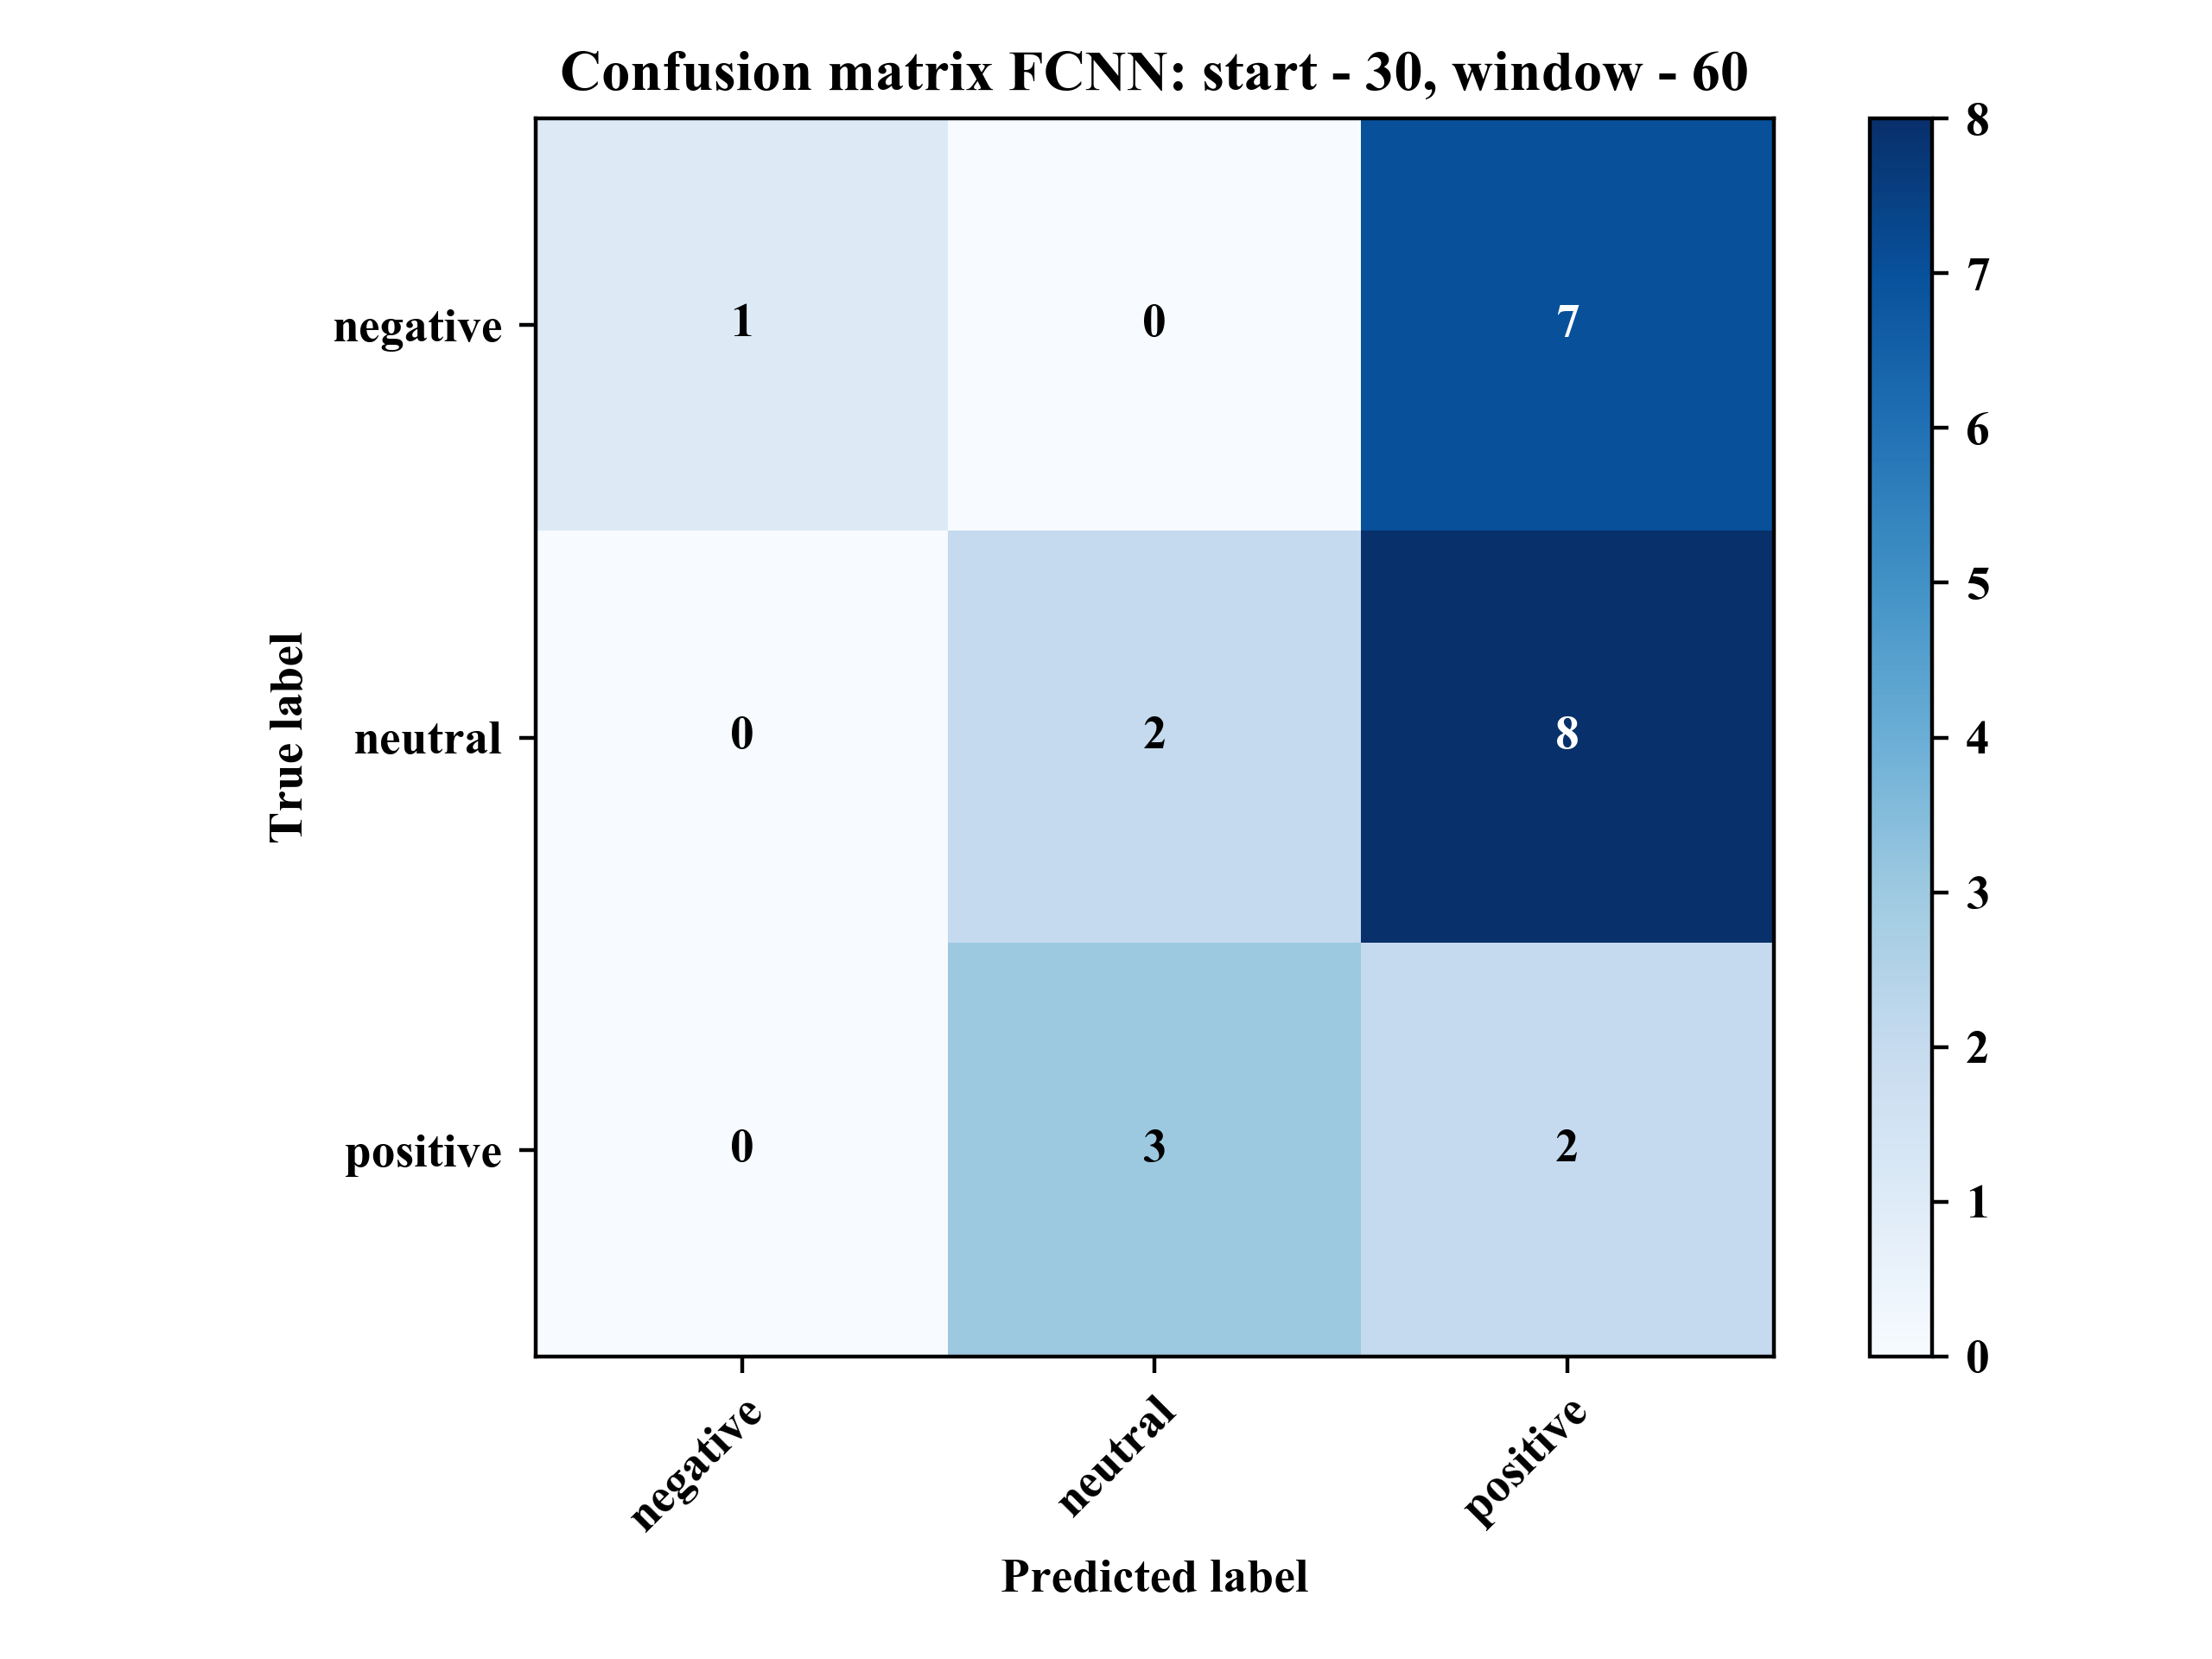 Confusion matrix FCNN: start - 30, window - 60
True label
negative
1 0 7
neutral
0 2 8
positive
0 3 2
negative
neutral
positive
Predicted label
8
7
6
5
4
3
2
1
0